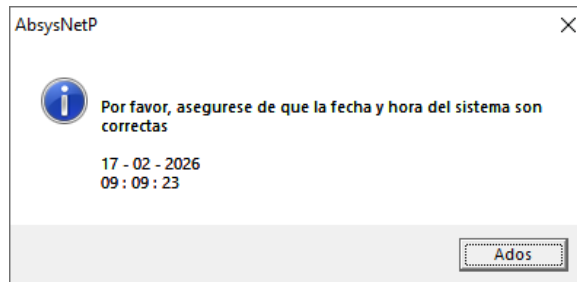 AbsysNetP
Por favor, asegurese de que la fecha y hora del sistema son
correctas
17 - 02 - 2026
09 : 09 : 23
Ados